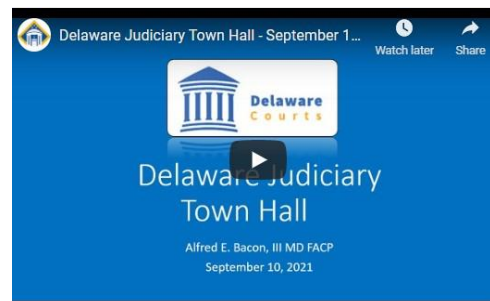 Delaware Judiciary Town Hall - September 1...
Watch later
Share
Delaware
Courts
Delaware Judiciary
Town Hall
Alfred E. Bacon, III MD FACP
September 10, 2021